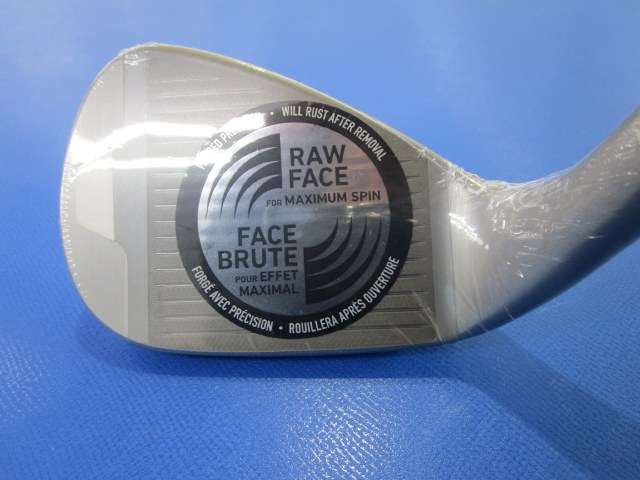 WILL RUST AFTER REMOVAL
RAW
FACE
FOR MAXIMUM SPIN
FACE
BRUTE
POUR EFFET
MAXIMAL
FORGÉ AVEC PRÉCISION • ROUILLERA APRÈS OUVERTURE